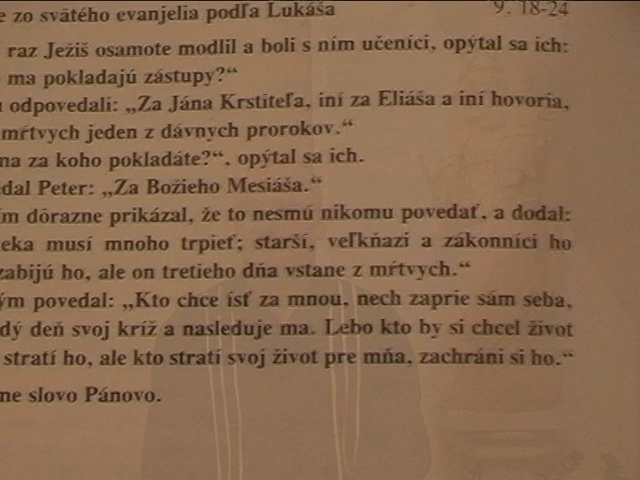 e zo svätého evanjelia podľa Lukáša 9, 18-24
raz Ježiš osamote modlil a boli s ním učeníci, opýtal sa ich:
ma pokladajú zástupy?“
odpovedali: „Za Jána Krstiteľa, iní za Eliáša a iní hovoria,
mŕtvych jeden z dávnych prorokov.“
na za koho pokladáte?“, opýtal sa ich.
dal Peter: „Za Božieho Mesiáša.“
ím dôrazne prikázal, že to nesmú nikomu povedať, a dodal:
eka musí mnoho trpieť; starší, veľkňazi a zákonníci ho
zabijú ho, ale on tretieho dňa vstane z mŕtvych.“
ým povedal: „Kto chce ísť za mnou, nech zaprie sám seba,
dý deň svoj kríž a nasleduje ma. Lebo kto by si chcel život
stratí ho, ale kto stratí svoj život pre mňa, zachráni si ho.“
ne slovo Pánovo.